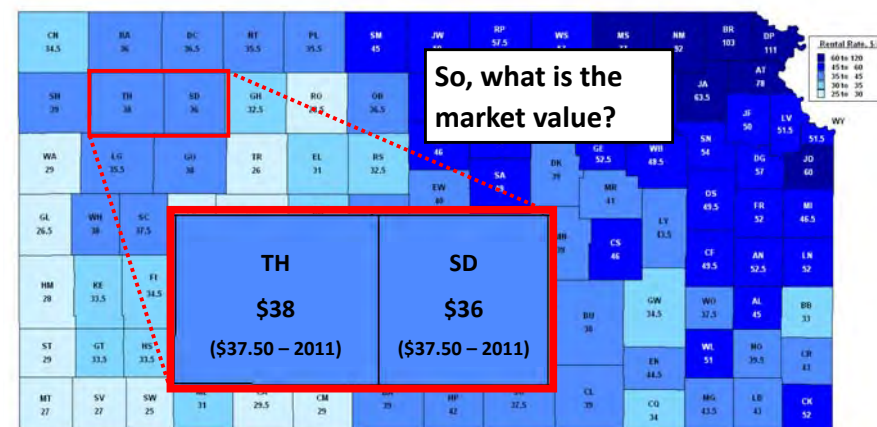 CN
34.5
RA
36
DC
36.5
NT
35.5
PL
35.5
SM
45
JW
RP
57.5
WS
MS
NM
92
BR
103
DP
111
Rental Rate, $
60 to 120
45 to 60
35 to 45
30 to 35
25 to 30
So, what is the
market value?
SH
39
TH
38
SD
36
GH
32.5
RO
OB
36.5
JA
63.5
AT
78
JF
50
LV
51.5
WY
51.5
WA
29
LG
35.5
GO
38
TR
26
EL
31
RS
32.5
46
SA
DK
39
GE
52.5
WB
48.5
SN
54
DG
57
JD
60
EW
MR
41
GL
26.5
WH
38
SC
37.5
LY
43.5
OS
49.5
FR
52
MI
46.5
CS
46
CF
49.5
AN
52.5
LN
52
TH
SD
$38
$36
($37.50 – 2011)
($37.50 – 2011)
HM
28
KE
33.5
FI
34.5
GW
34.5
WO
37.5
AL
45
BB
33
ST
29
GT
33.5
HS
33.5
EK
44.5
WL
51
39.5
CR
MT
27
SV
27
SW
25
31
29.5
CM
29
39
42
37.5
CL
39
CQ
34
MG
43.5
LB
43
CK
52